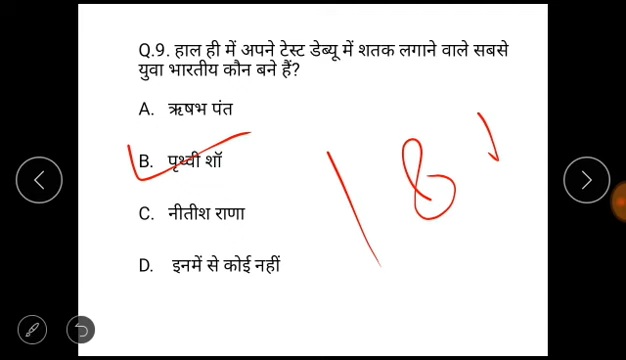 Q.9. हाल ही में अपने टेस्ट डेब्यू में शतक लगाने वाले सबसे
युवा भारतीय कौन बने हैं?
A. ऋषभ पंत
B. पृथ्वी शॉ
C. नीतीश राणा
D. इनमें से कोई नहीं
18